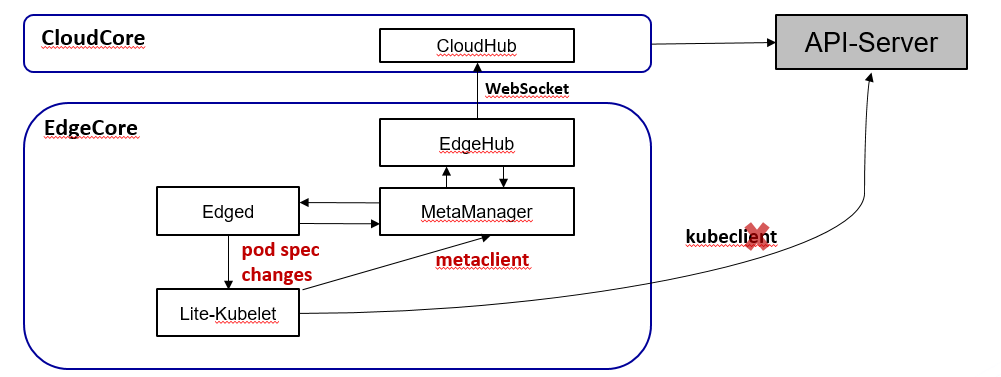 CloudCore
CloudHub
API-Server
WebSocket
EdgeCore
EdgeHub
Edged
MetaManager
kubeclient
pod spec
changes
metaclient
Lite-Kubelet